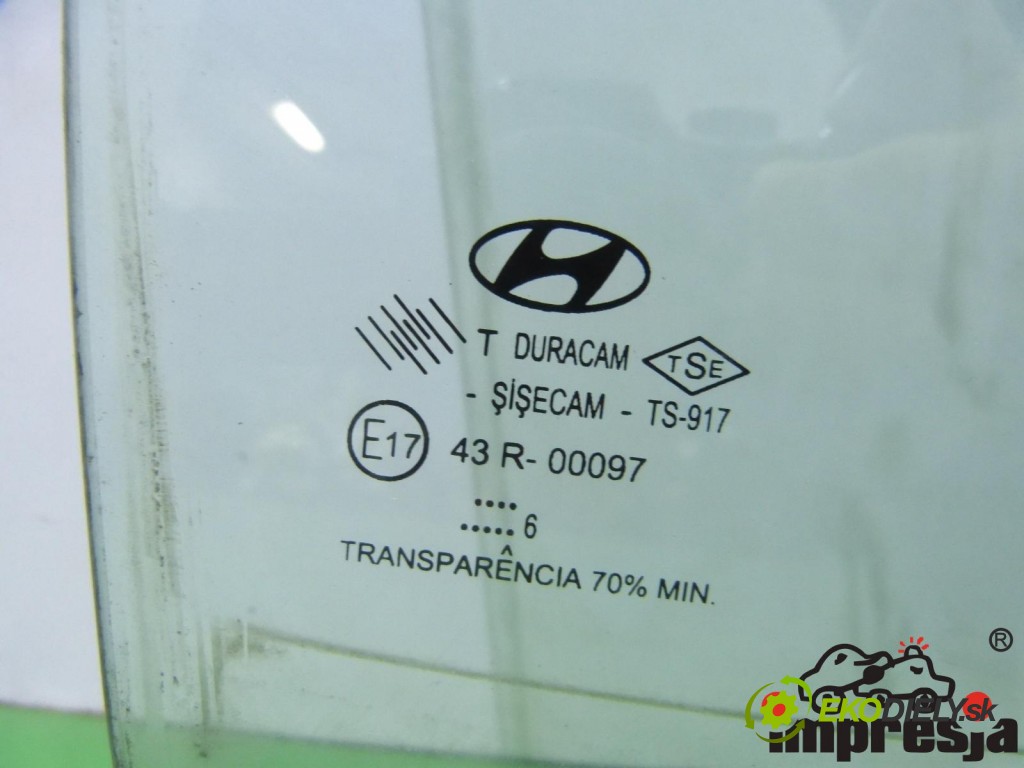 T DURACAM TSE
- ŞİŞECAM - TS-917
E17 43 R- 00097
....
..... 6
TRANSPARÊNCIA 70% MIN.
®
EKODIELY.sk
impresja